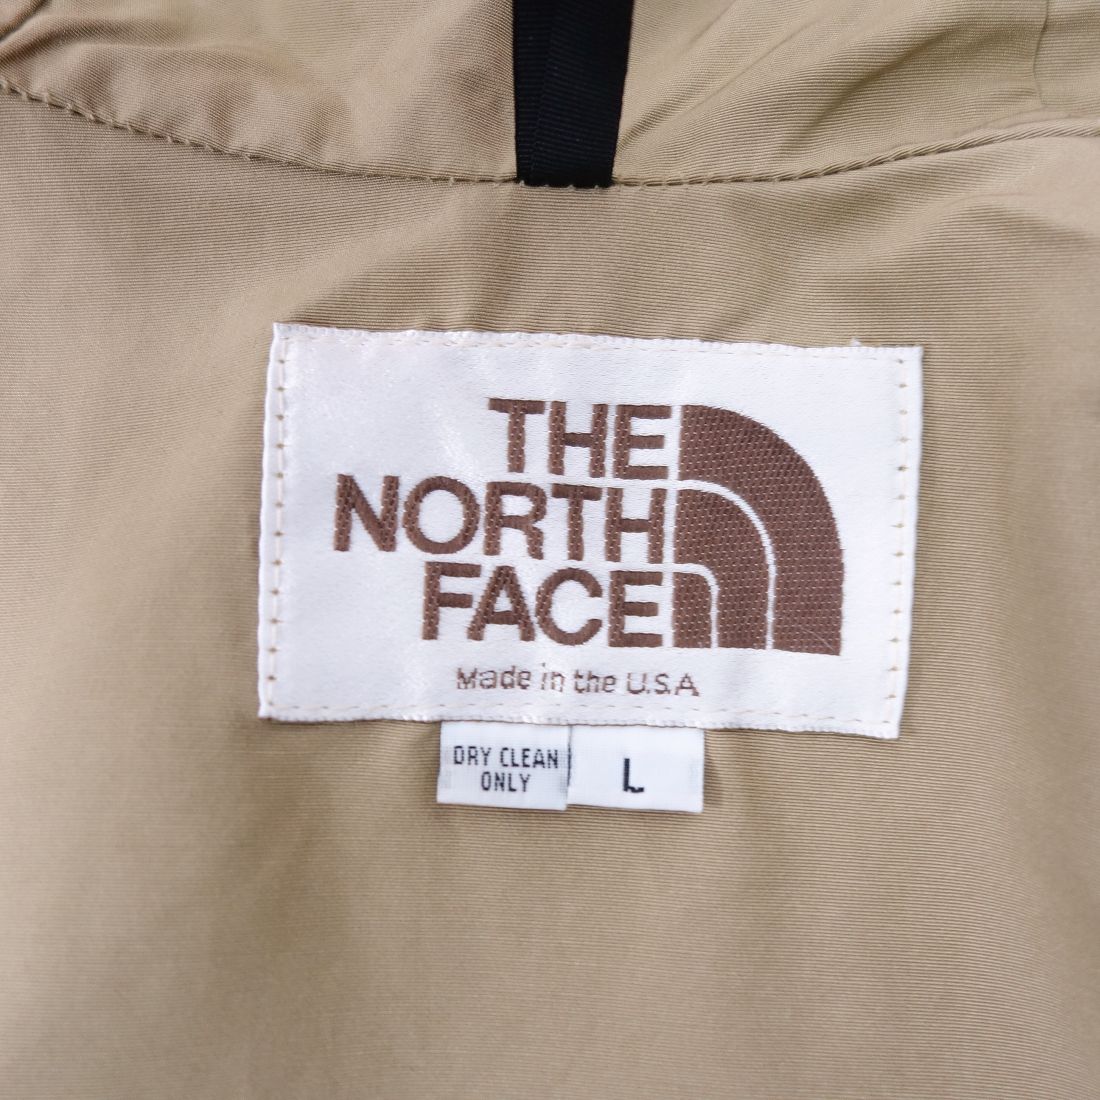 THE
NORTH
FACE
Made in the U.S.A
DRY CLEAN
ONLY
L